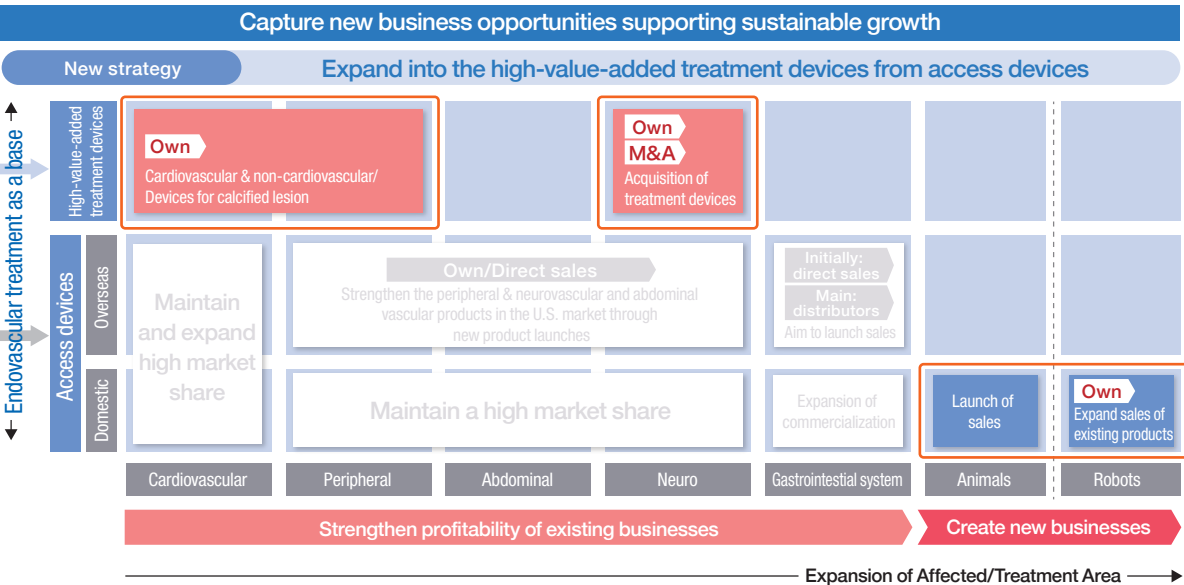 Capture new business opportunities supporting sustainable growth
New strategy
Expand into the high-value-added treatment devices from access devices
Endovascular treatment as a base
High-value-added
treatment devices
Own
Cardiovascular & non-cardiovascular/
Devices for calcified lesion
Own
M&A
Acquisition of
treatment devices
Access devices
Overseas
Maintain
and expand
high market
share
Own/Direct sales
Strengthen the peripheral & neurovascular and abdominal
vascular products in the U.S. market through
new product launches
Initially:
direct sales
Main:
distributors
Aim to launch sales
Domestic
Maintain a high market share
Expansion of
commercialization
Launch of
sales
Own
Expand sales of
existing products
Cardiovascular
Peripheral
Abdominal
Neuro
Gastrointestial system
Animals
Robots
Strengthen profitability of existing businesses
Create new businesses
Expansion of Affected/Treatment Area